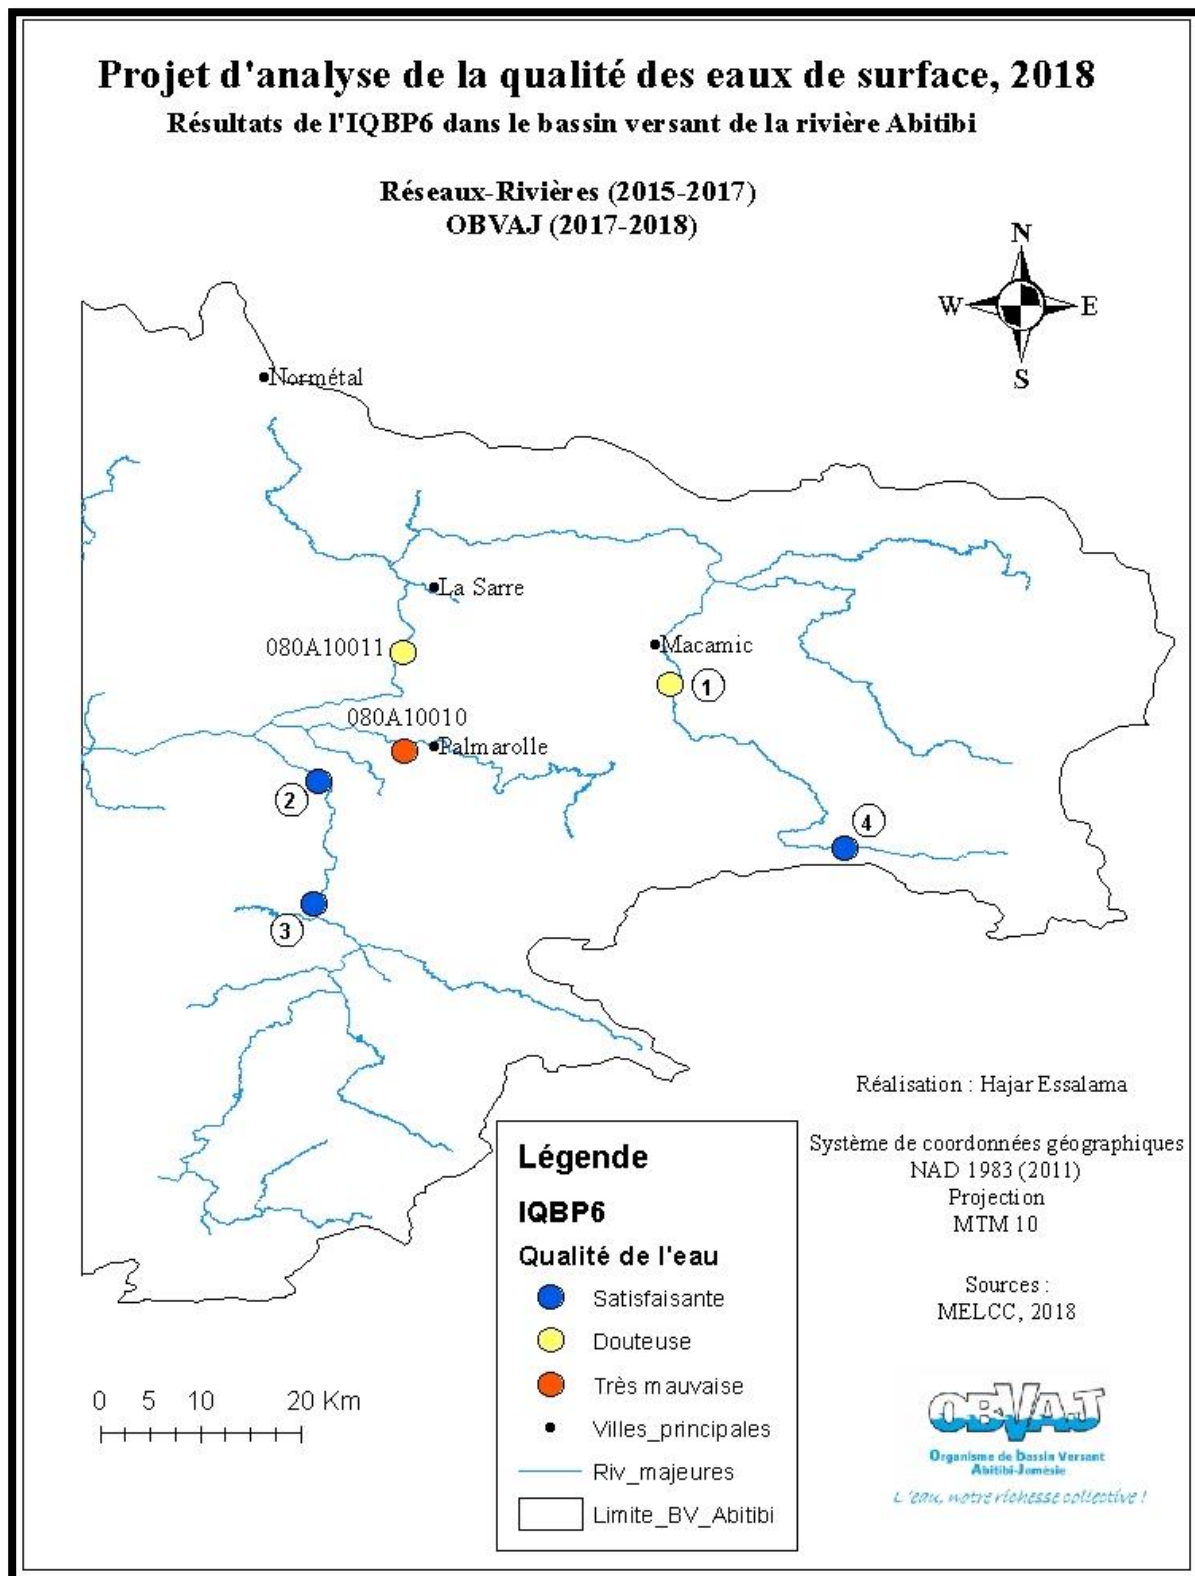 Projet d'analyse de la qualité des eaux de surface, 2018
Résultats de l'IQBP6 dans le bassin versant de la rivière Abitibi
Réseaux-Rivières (2015-2017)
OBVAJ (2017-2018)
N
W E
S
Normétal
La Sarre
080A10011
Macamic
1
080A10010
Palmarolle
2
4
3
Réalisation : Hajar Essalama
Système de coordonnées géographiques
NAD 1983 (2011)
Projection
MTM 10
Sources :
MELCC, 2018
Légende
IQBP6
Qualité de l'eau
Satisfaisante
Douteuse
Très mauvaise
Villes_principales
Riv_majeures
Limite_BV_Abitibi
0 5 10 20 Km
OBVAJ
Organisme de Bassin Versant
Abitibi-Jamésie
L'eau, notre richesse collective !